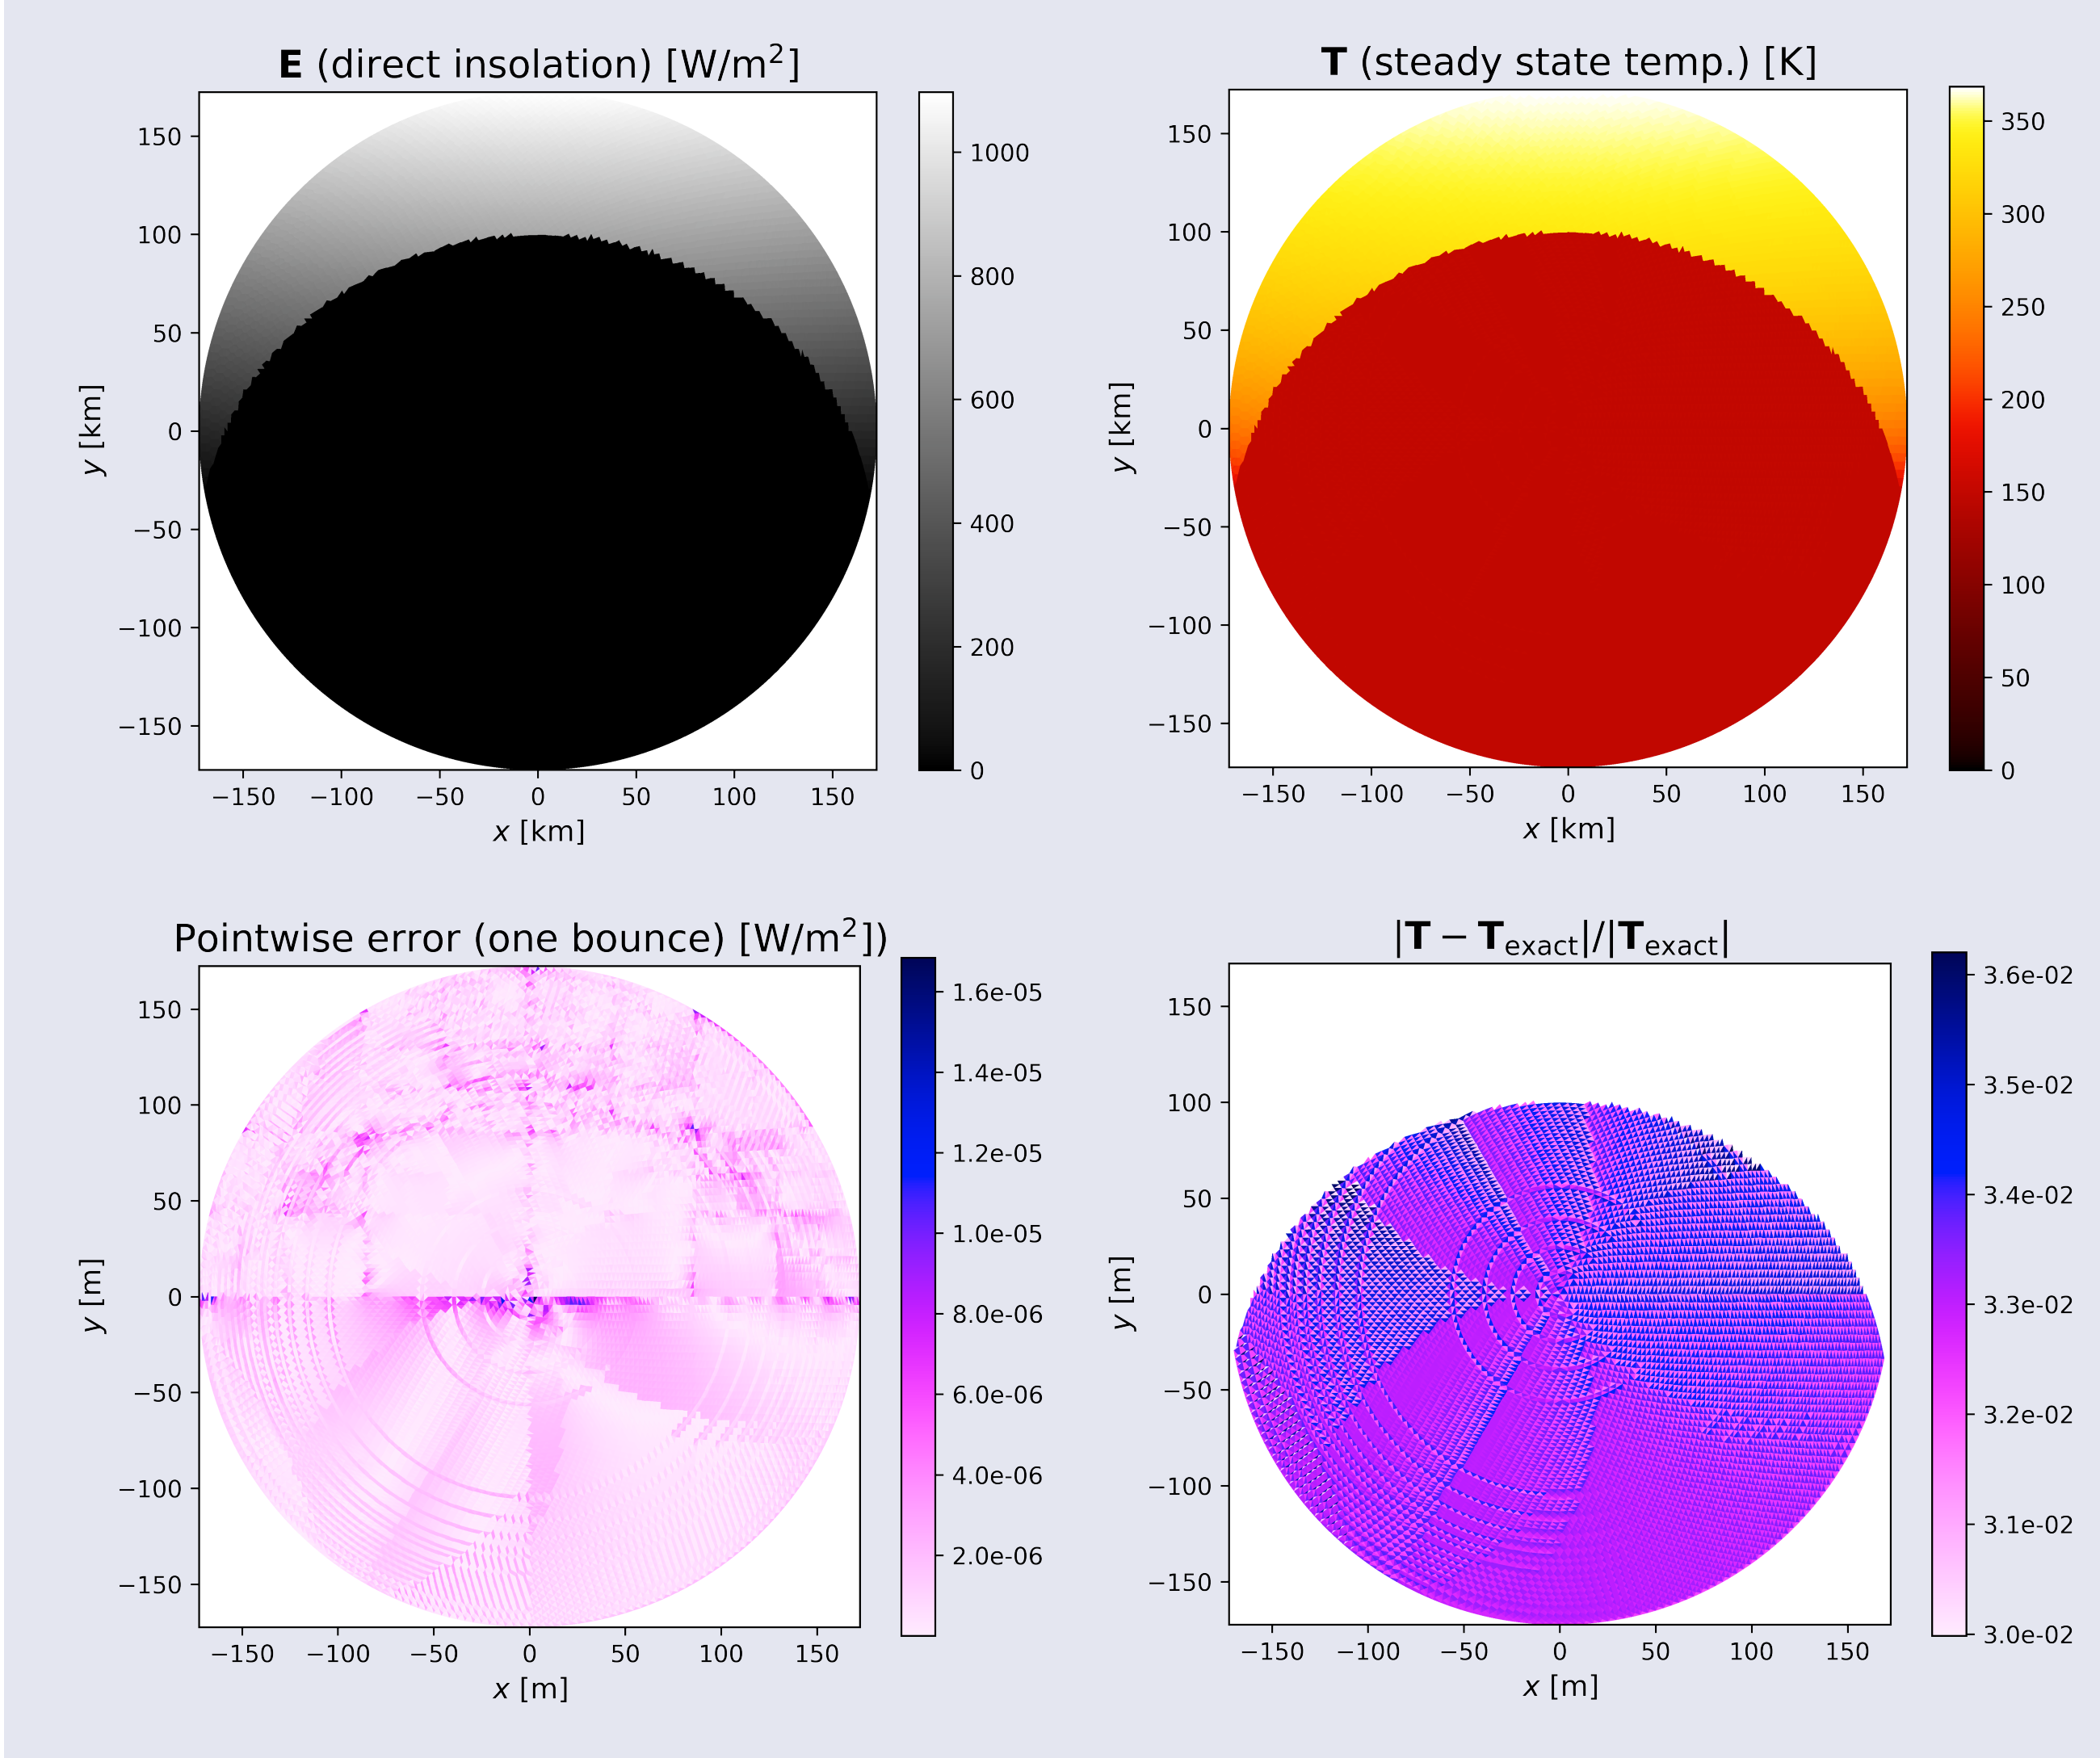 E (direct insolation) [W/m²]
150
100
50
0
−50
−100
−150
y [km]
−150 −100 −50 0 50 100 150
x [km]
1000
800
600
400
200
0
T (steady state temp.) [K]
150
100
50
0
−50
−100
−150
y [km]
−150 −100 −50 0 50 100 150
x [km]
350
300
250
200
150
100
50
0
Pointwise error (one bounce) [W/m²])
150
100
50
0
−50
−100
−150
y [m]
−150 −100 −50 0 50 100 150
x [m]
1.6e-05
1.4e-05
1.2e-05
1.0e-05
8.0e-06
6.0e-06
4.0e-06
2.0e-06
|T − Texact|/|Texact|
150
100
50
0
−50
−100
−150
y [m]
−150 −100 −50 0 50 100 150
x [m]
3.6e-02
3.5e-02
3.4e-02
3.3e-02
3.2e-02
3.1e-02
3.0e-02